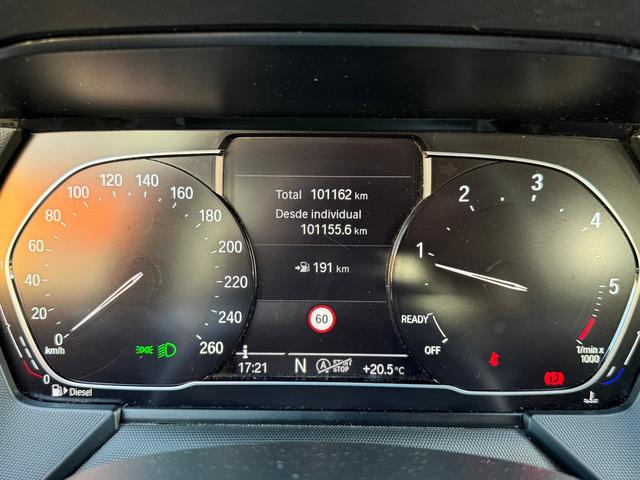 0
20
40
60
80
100
120
140
160
180
200
220
240
260
km/h
0
Diesel
Total 101162 km
Desde individual
101155.6 km
191 km
60
17:21 N A START STOP +20.5°C
1
2
3
4
5
READY
OFF
1/min x
1000
P